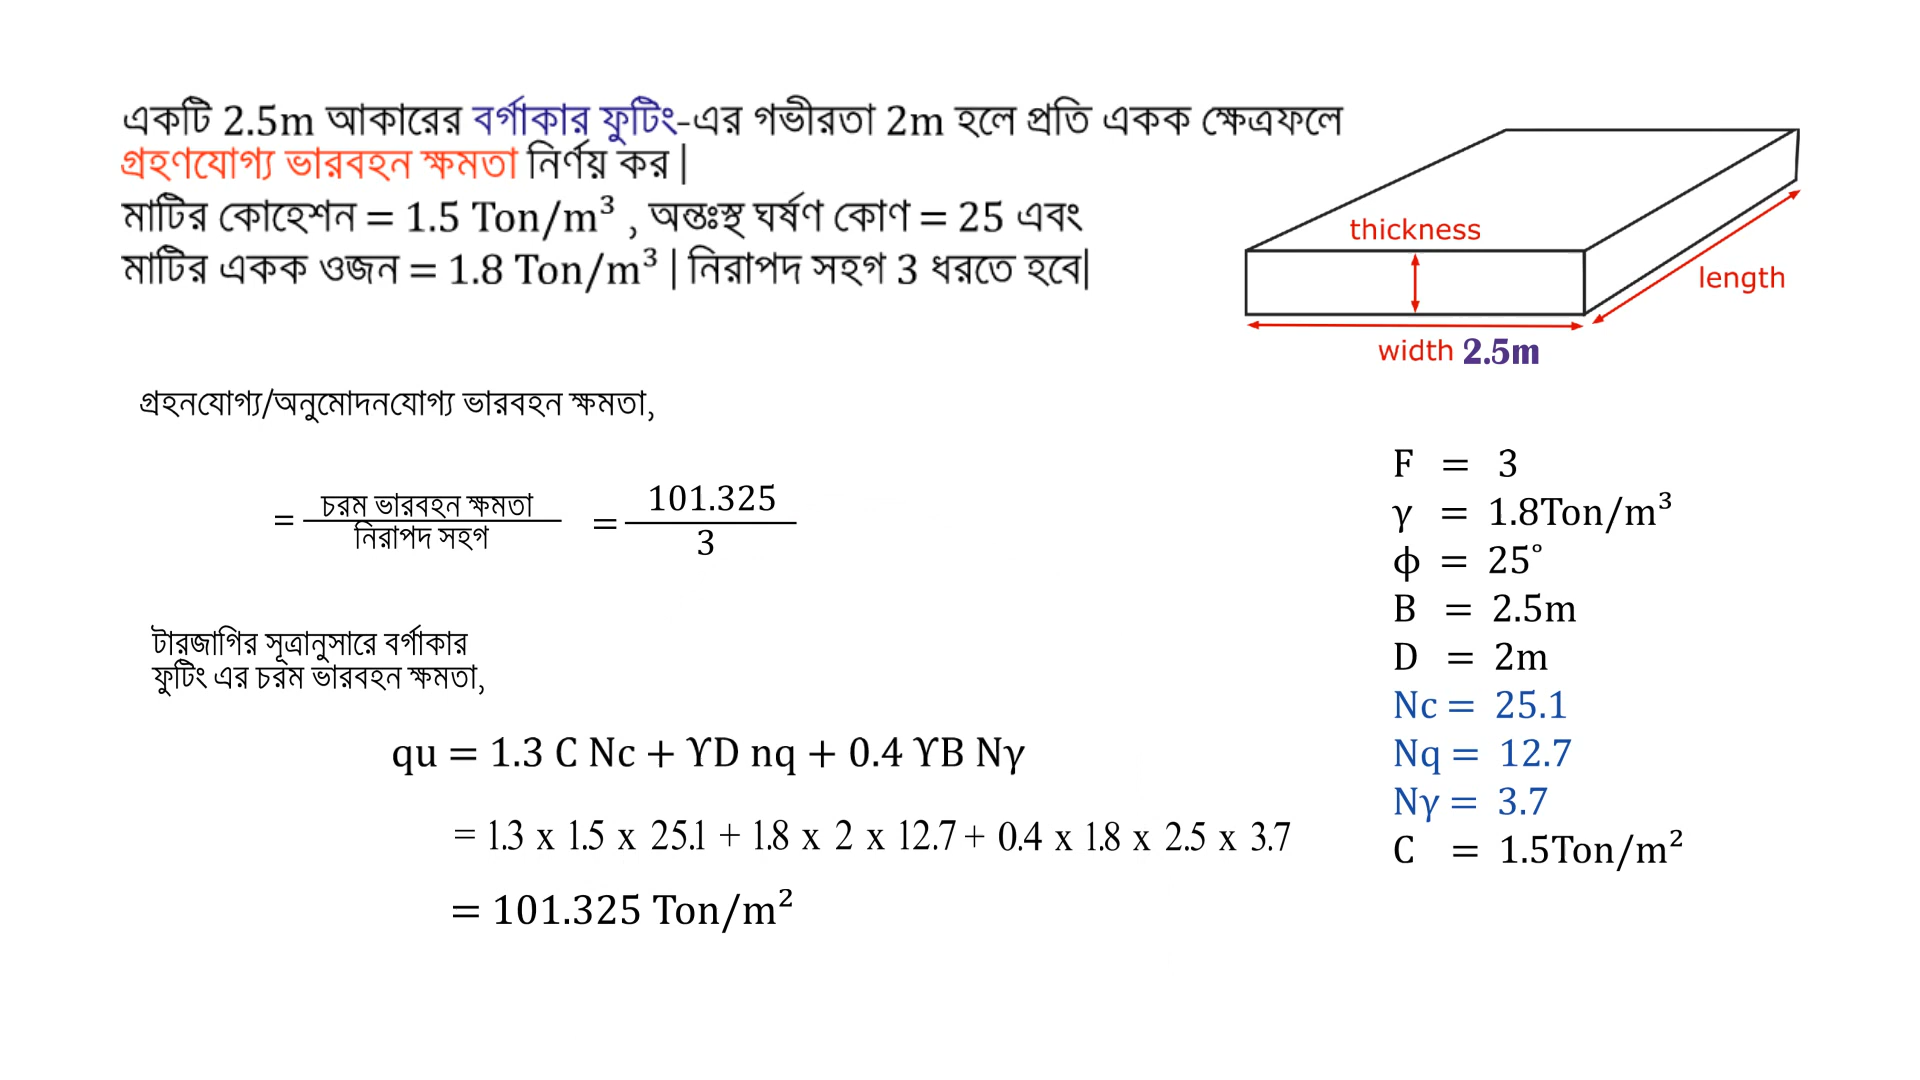 একটি 2.5m আকারের বর্গাকার ফুটিং-এর গভীরতা 2m হলে প্রতি একক ক্ষেত্রফলে
গ্রহণযোগ্য ভারবহন ক্ষমতা নির্ণয় কর|
মাটির কোহেশন = 1.5 Ton/m³ , অন্তঃস্থ ঘর্ষণ কোণ = 25 এবং
মাটির একক ওজন = 1.8 Ton/m³ | নিরাপদ সহগ 3 ধরতে হবে|
thickness
length
width 2.5m
গ্রহনযোগ্য/অনুমোদনযোগ্য ভারবহন ক্ষমতা,
= চরম ভারবহন ক্ষমতা = 101.325
নিরাপদ সহগ 3
টারজাগির সূত্রানুসারে বর্গাকার
ফুটিং এর চরম ভারবহন ক্ষমতা,
qu = 1.3 C Nc + ϒD nq + 0.4 ϒB Nγ
= 1.3 x 1.5 x 25.1 + 1.8 x 2 x 12.7 + 0.4 x 1.8 x 2.5 x 3.7
= 101.325 Ton/m²
F = 3
γ = 1.8Ton/m³
ϕ = 25°
B = 2.5m
D = 2m
Nc = 25.1
Nq = 12.7
Nγ = 3.7
C = 1.5Ton/m²